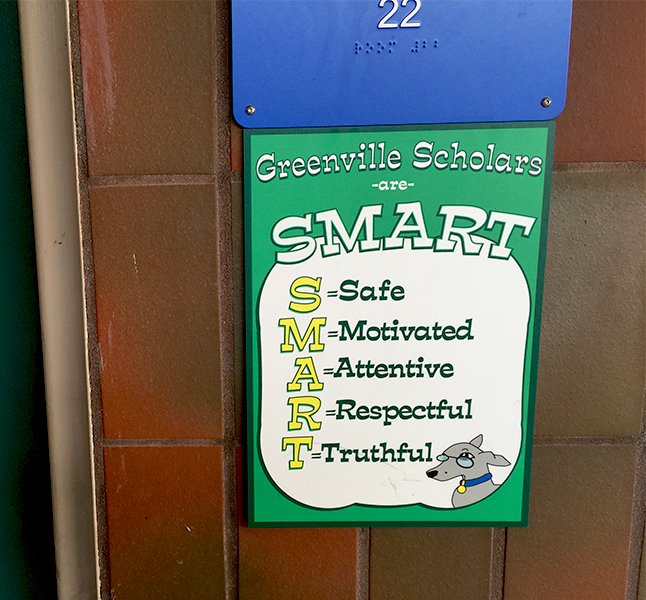 22
Greenville Scholars
-are-
SMART
S=Safe
M=Motivated
A=Attentive
R=Respectful
T=Truthful